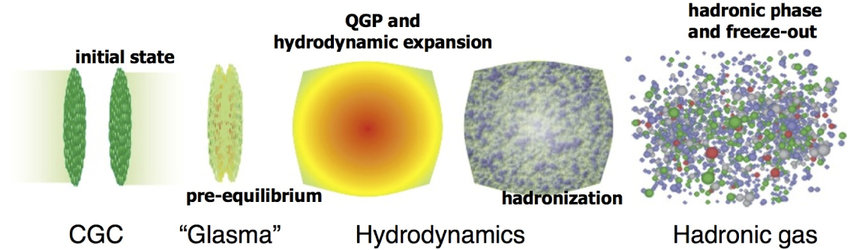 initial state
pre-equilibrium
QGP and
hydrodynamic expansion
hadronization
hadronic phase
and freeze-out
CGC
“Glasma”
Hydrodynamics
Hadronic gas